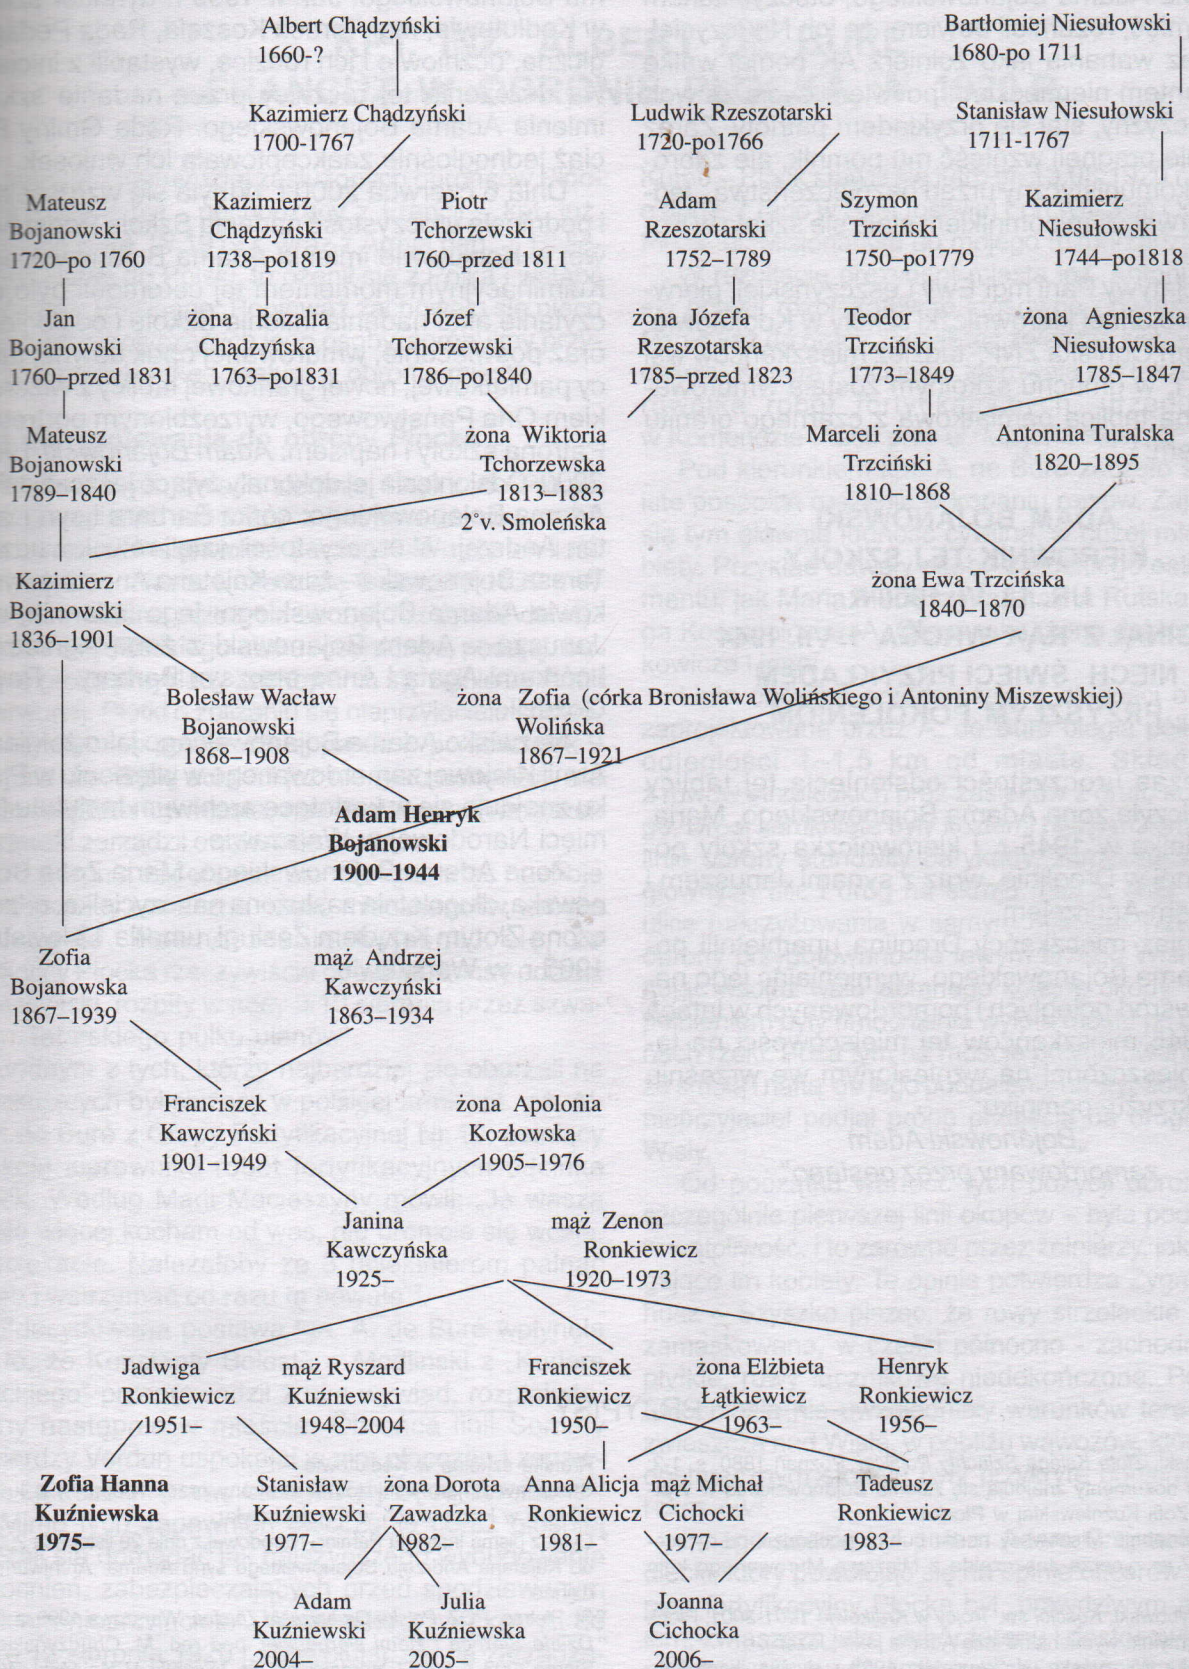 Albert Chądzyński
1660-?
Bartłomiej Niesułowski
1680-po 1711
Kazimierz Chądzyński
1700-1767
Ludwik Rzeszotarski
1720-po1766
Stanisław Niesułowski
1711-1767
Mateusz
Bojanowski
1720–po 1760
Kazimierz
Chądzyński
1738–po1819
Piotr
Tchorzewski
1760–przed 1811
Adam
Rzeszotarski
1752–1789
Szymon
Trzciński
1750–po1779
Kazimierz
Niesułowski
1744–po1818
Jan
Bojanowski
1760–przed 1831
żona Rozalia
Chądzyńska
1763–po1831
Józef
Tchorzewski
1786–po1840
żona Józefa
Rzeszotarska
1785–przed 1823
Teodor
Trzciński
1773–1849
żona Agnieszka
Niesułowska
1785–1847
Mateusz
Bojanowski
1789–1840
żona Wiktoria
Tchorzewska
1813–1883
2°v. Smoleńska
Marceli żona
Trzciński
1810–1868
Antonina Turalska
1820–1895
Kazimierz
Bojanowski
1836–1901
żona Ewa Trzcińska
1840–1870
Bolesław Wacław
Bojanowski
1868–1908
żona Zofia (córka Bronisława Wolińskiego i Antoniny Miszewskiej)
Wolińska
1867–1921
Adam Henryk
Bojanowski
1900–1944
Zofia
Bojanowska
1867–1939
mąż Andrzej
Kawczyński
1863–1934
Franciszek
Kawczyński
1901–1949
żona Apolonia
Kozłowska
1905–1976
Janina
Kawczyńska
1925–
mąż Zenon
Ronkiewicz
1920–1973
Jadwiga
Ronkiewicz
1951–
mąż Ryszard
Kuźniewski
1948–2004
Franciszek
Ronkiewicz
1950–
żona Elżbieta
Łątkiewicz
1963–
Henryk
Ronkiewicz
1956–
Zofia Hanna
Kuźniewska
1975–
Stanisław
Kuźniewski
1977–
żona Dorota
Zawadzka
1982–
Anna Alicja
Ronkiewicz
1981–
mąż Michał
Cichocki
1977–
Tadeusz
Ronkiewicz
1983–
Adam
Kuźniewski
2004–
Julia
Kuźniewska
2005–
Joanna
Cichocka
2006–